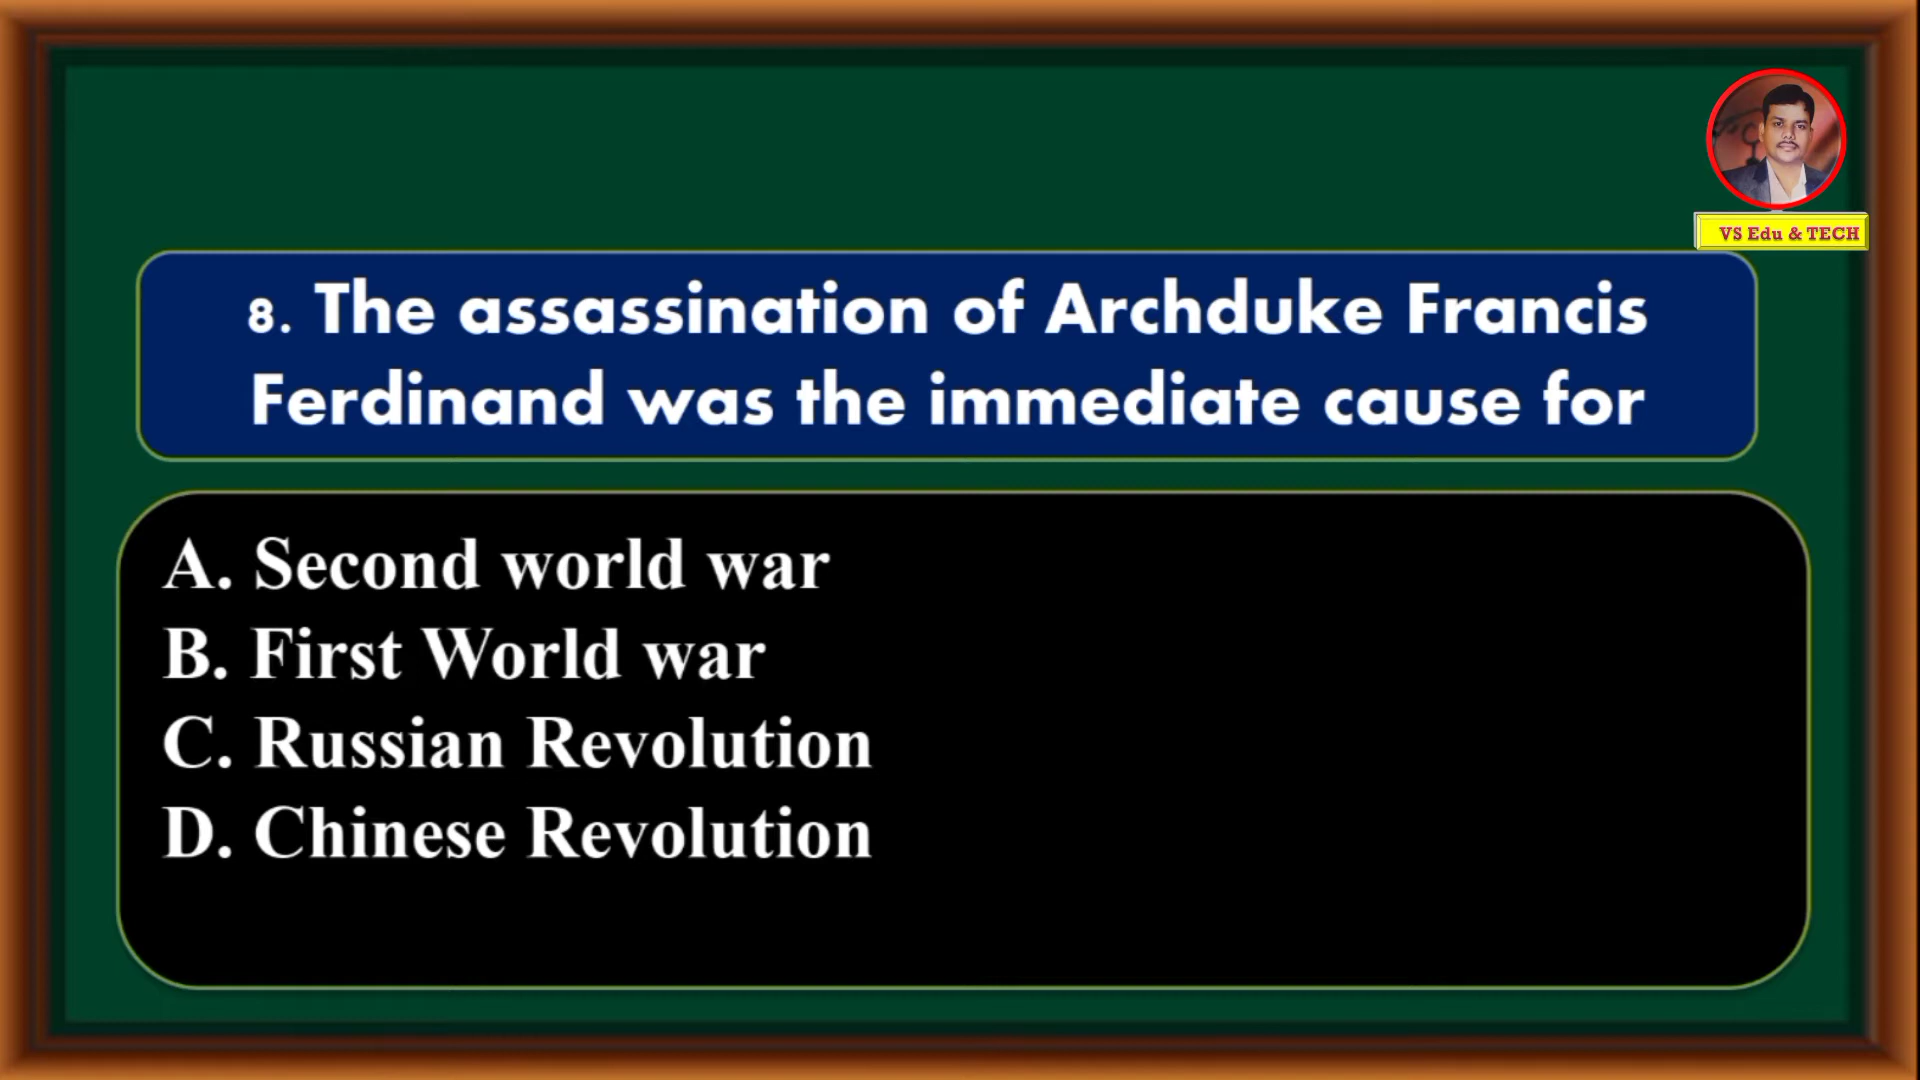 VS Edu & TECH
8. The assassination of Archduke Francis
Ferdinand was the immediate cause for
A. Second world war
B. First World war
C. Russian Revolution
D. Chinese Revolution